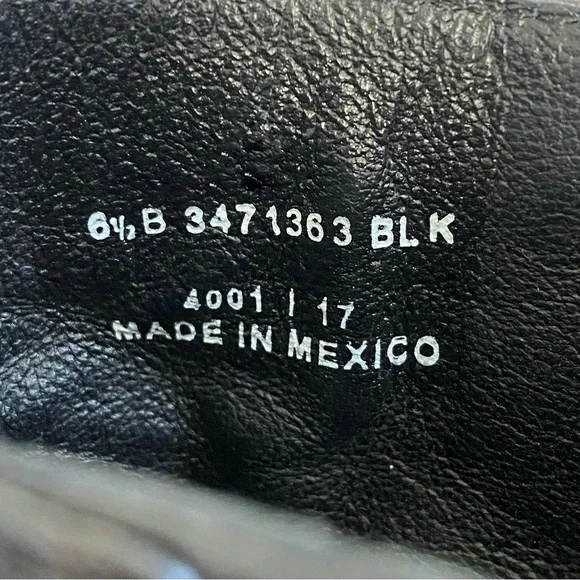 6½ B 3471363 BLK
4001 | 17
MADE IN MEXICO